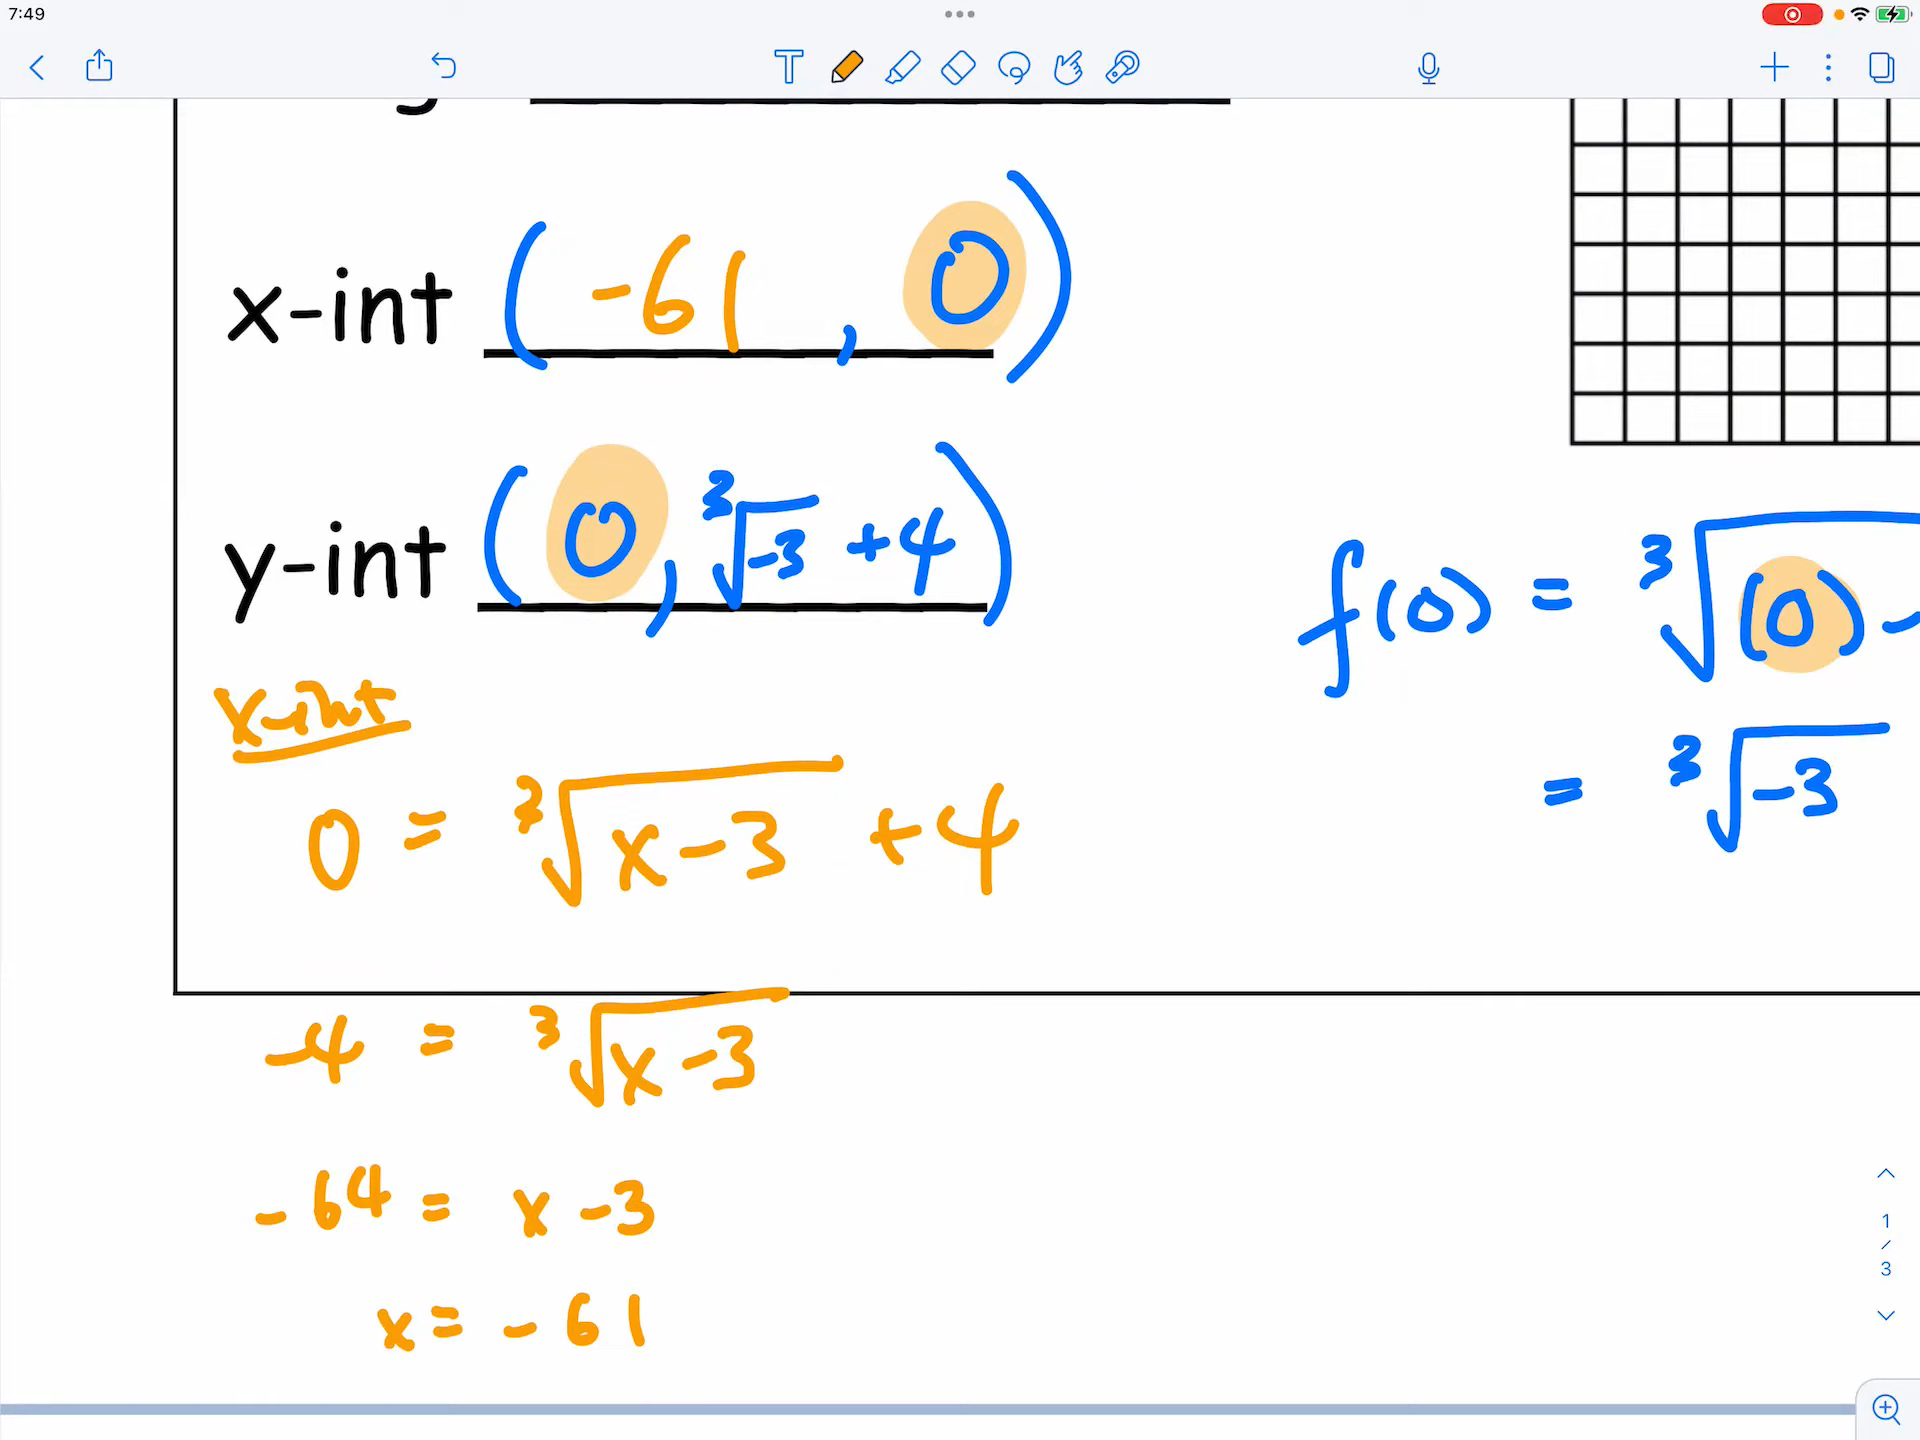 7:49
x-int (-61, 0)
y-int (0, ∛-3 + 4)
f(0) = ∛(0) -
= ∛-3
x-int
0 = ∛x-3 + 4
-4 = ∛x-3
-64 = x-3
x = -61
1
/
3